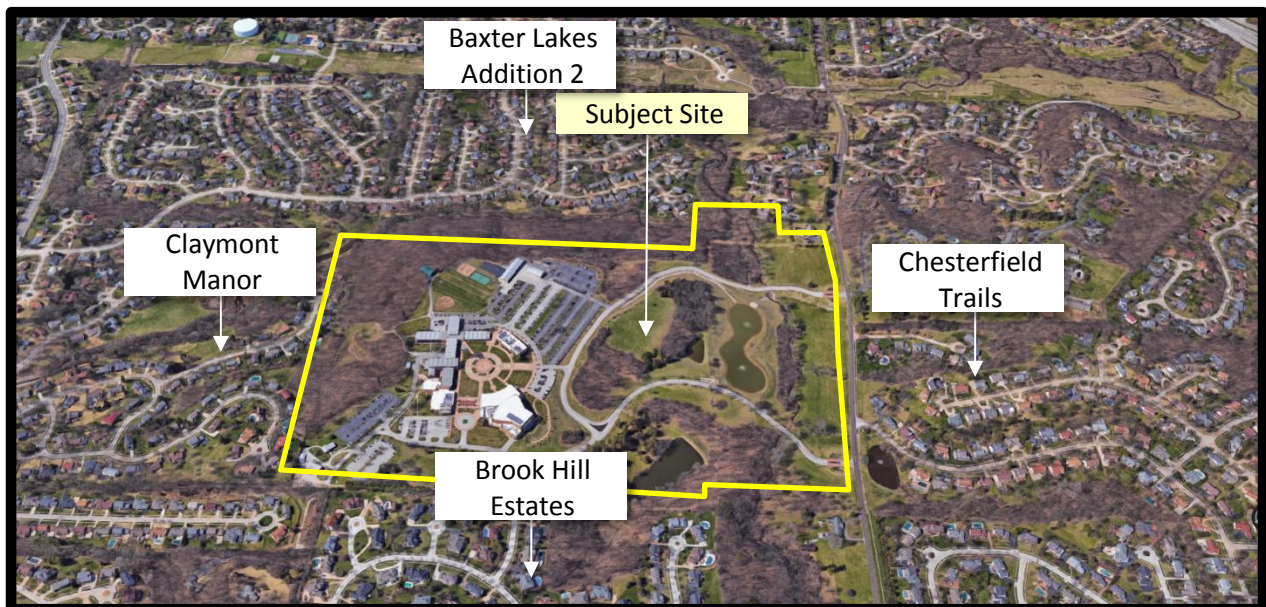 Baxter Lakes
Addition 2
Subject Site
Claymont
Manor
Chesterfield
Trails
Brook Hill
Estates